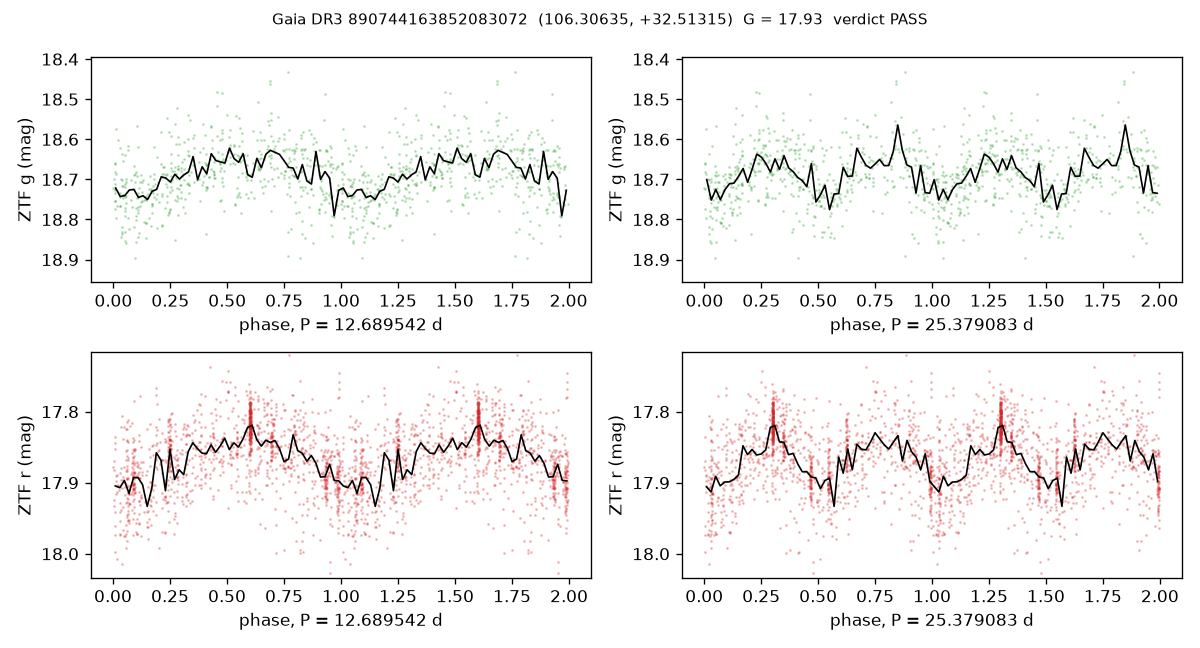 Gaia DR3 890744163852083072 (106.30635, +32.51315) G = 17.93 verdict PASS
18.4
18.5
18.6
18.7
18.8
18.9
ZTF g (mag)
0.00 0.25 0.50 0.75 1.00 1.25 1.50 1.75 2.00
phase, P = 12.689542 d
18.4
18.5
18.6
18.7
18.8
18.9
ZTF g (mag)
0.00 0.25 0.50 0.75 1.00 1.25 1.50 1.75 2.00
phase, P = 25.379083 d
17.8
17.9
18.0
ZTF r (mag)
0.00 0.25 0.50 0.75 1.00 1.25 1.50 1.75 2.00
phase, P = 12.689542 d
17.8
17.9
18.0
ZTF r (mag)
0.00 0.25 0.50 0.75 1.00 1.25 1.50 1.75 2.00
phase, P = 25.379083 d